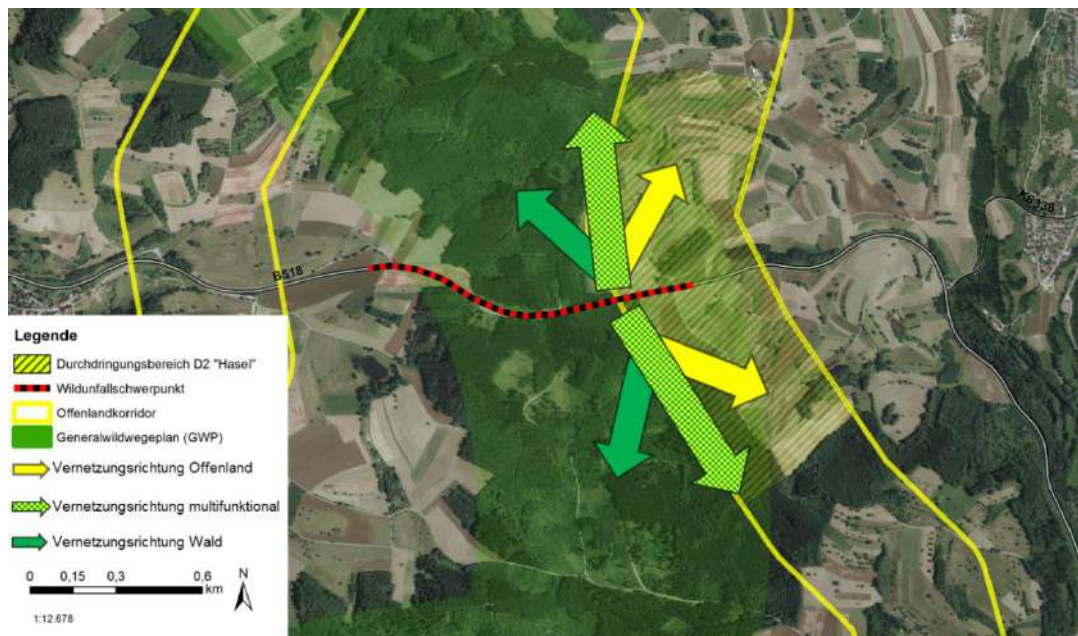 B518
K6338
Legende
Durchdringungsbereich D2 "Hasel"
Wildunfallschwerpunkt
Offenlandkorridor
Generalwildwegeplan (GWP)
Vernetzungsrichtung Offenland
Vernetzungsrichtung multifunktional
Vernetzungsrichtung Wald
0 0,15 0,3 0,6
km
N
1:12.678